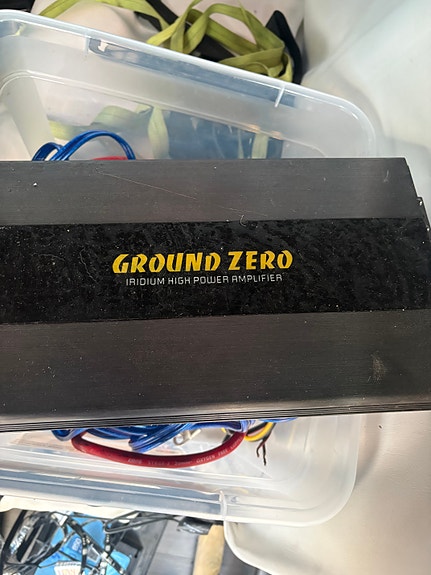 GROUND ZERO
IRIDIUM HIGH POWER AMPLIFIER